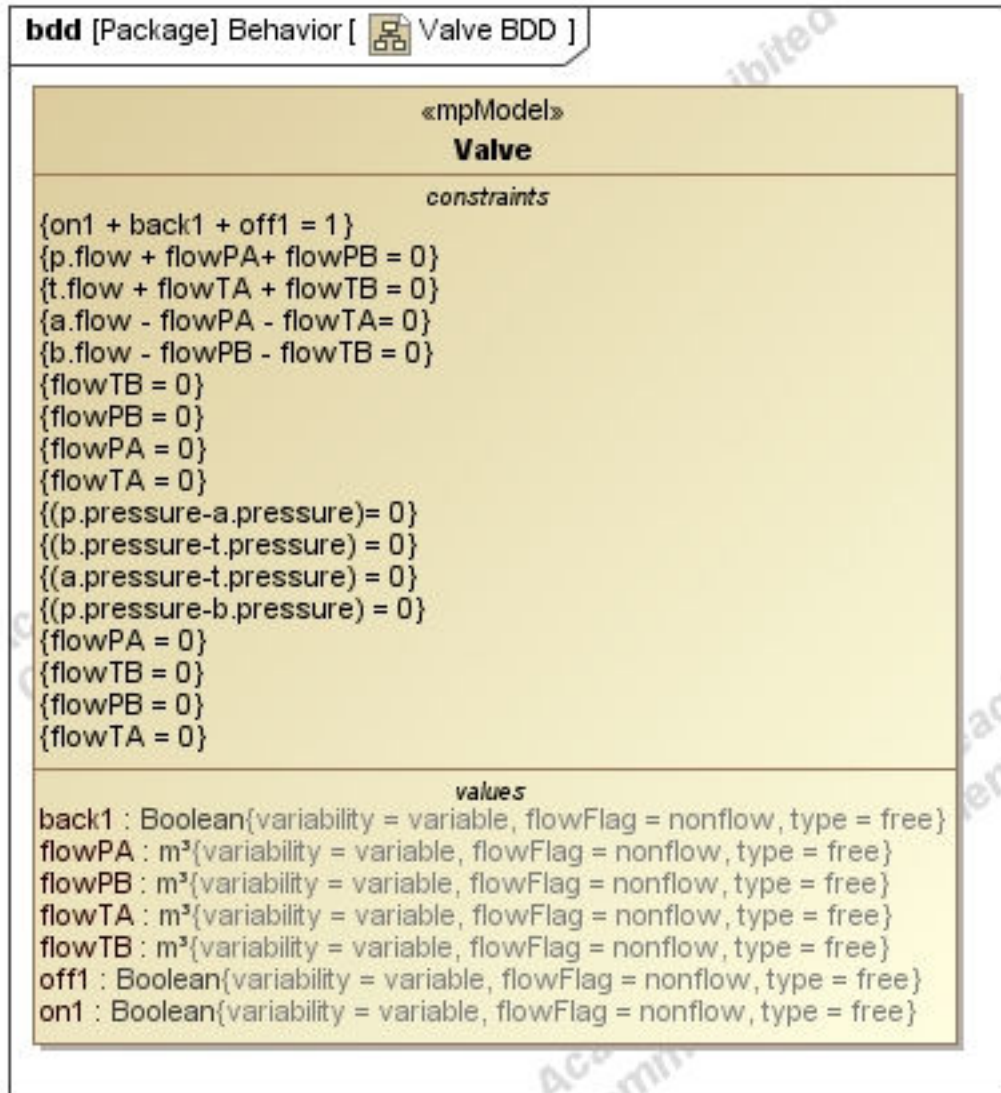 bdd [Package] Behavior [ Valve BDD ]
«mpModel»
Valve
constraints
{on1 + back1 + off1 = 1}
{p.flow + flowPA+ flowPB = 0}
{t.flow + flowTA + flowTB = 0}
{a.flow - flowPA - flowTA= 0}
{b.flow - flowPB - flowTB = 0}
{flowTB = 0}
{flowPB = 0}
{flowPA = 0}
{flowTA = 0}
{(p.pressure-a.pressure)= 0}
{(b.pressure-t.pressure) = 0}
{(a.pressure-t.pressure) = 0}
{(p.pressure-b.pressure) = 0}
{flowPA = 0}
{flowTB = 0}
{flowPB = 0}
{flowTA = 0}
values
back1 : Boolean{variability = variable, flowFlag = nonflow, type = free}
flowPA : m³{variability = variable, flowFlag = nonflow, type = free}
flowPB : m³{variability = variable, flowFlag = nonflow, type = free}
flowTA : m³{variability = variable, flowFlag = nonflow, type = free}
flowTB : m³{variability = variable, flowFlag = nonflow, type = free}
off1 : Boolean{variability = variable, flowFlag = nonflow, type = free}
on1 : Boolean{variability = variable, flowFlag = nonflow, type = free}